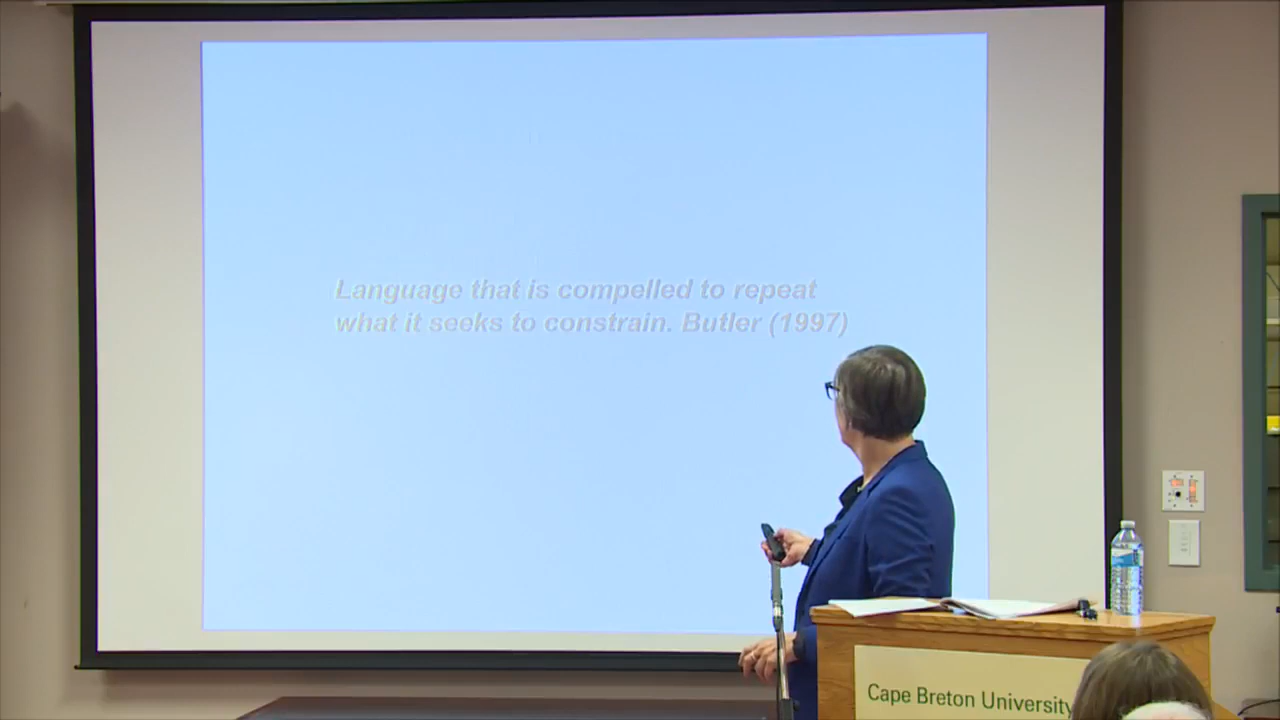 Language that is compelled to repeat
what it seeks to constrain. Butler (1997)
Cape Breton University